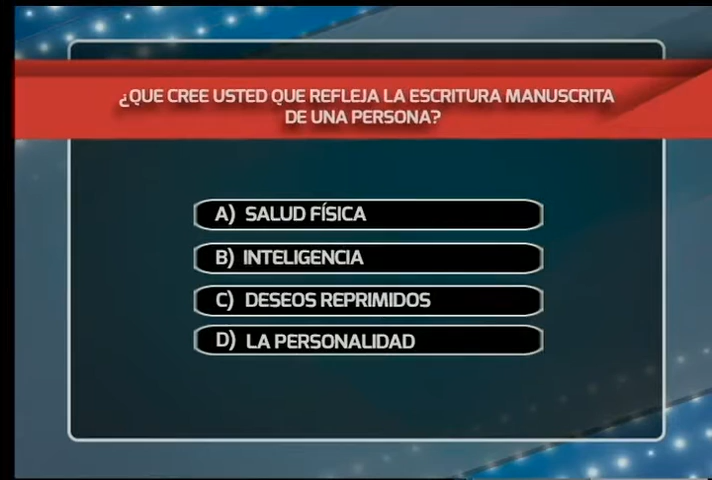 ¿QUE CREE USTED QUE REFLEJA LA ESCRITURA MANUSCRITA
DE UNA PERSONA?
A) SALUD FÍSICA
B) INTELIGENCIA
C) DESEOS REPRIMIDOS
D) LA PERSONALIDAD